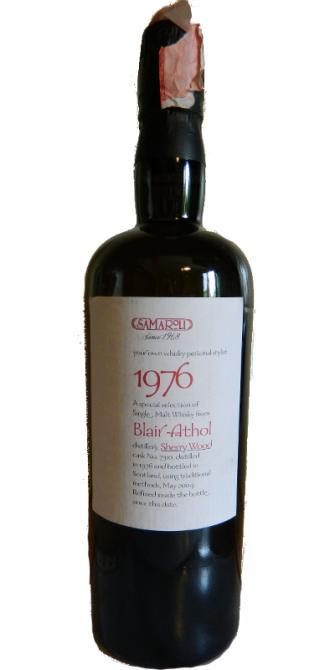 SAMAROLI
Since 1968
your own whisky personal stylist
1976
A special selection of
Single Malt Whisky from
Blair-Athol
distillery, Sherry Wood
cask No. 7310, distilled
in 1976 and bottled in
Scotland, using traditional
methods, May 2004.
Refined inside the bottle
since this date.